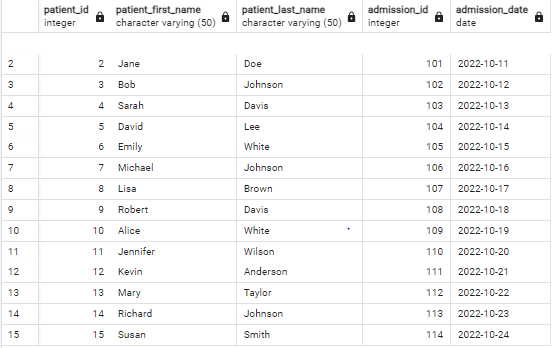 patient_id patient_first_name patient_last_name admission_id admission_date
integer character varying (50) character varying (50) integer date
2 2 Jane Doe 101 2022-10-11
3 3 Bob Johnson 102 2022-10-12
4 4 Sarah Davis 103 2022-10-13
5 5 David Lee 104 2022-10-14
6 6 Emily White 105 2022-10-15
7 7 Michael Johnson 106 2022-10-16
8 8 Lisa Brown 107 2022-10-17
9 9 Robert Davis 108 2022-10-18
10 10 Alice White 109 2022-10-19
11 11 Jennifer Wilson 110 2022-10-20
12 12 Kevin Anderson 111 2022-10-21
13 13 Mary Taylor 112 2022-10-22
14 14 Richard Johnson 113 2022-10-23
15 15 Susan Smith 114 2022-10-24